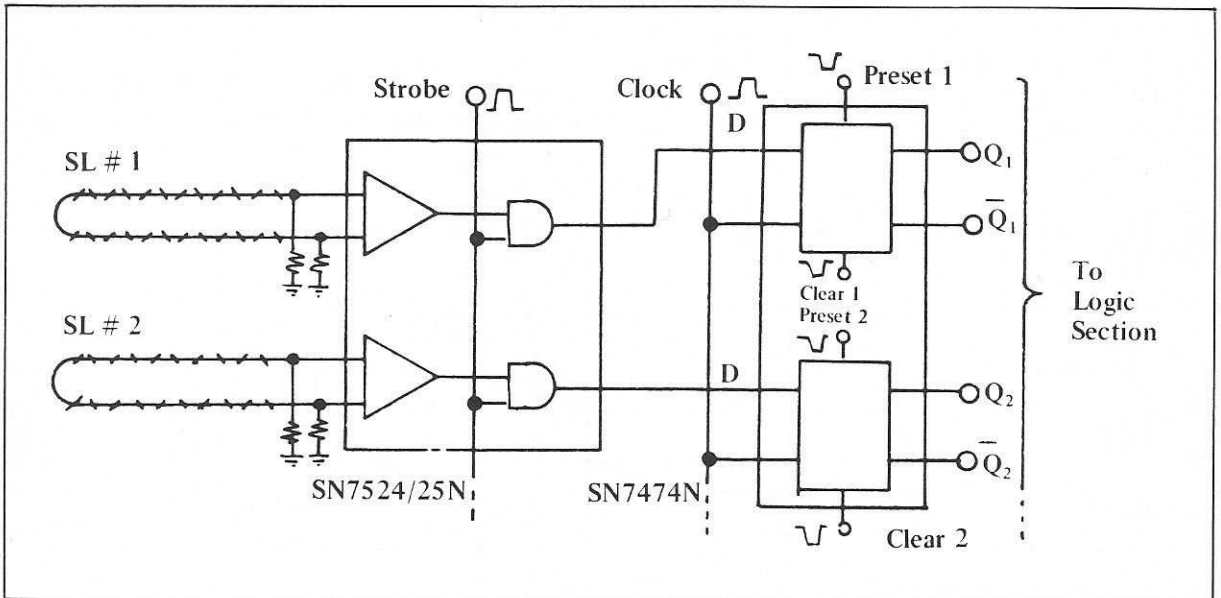 Strobe
Clock
Preset 1
D
SL # 1
Q₁
Q̅₁
Clear 1
Preset 2
To
Logic
Section
SL # 2
D
Q₂
Q̅₂
SN7524/25N
SN7474N
Clear 2